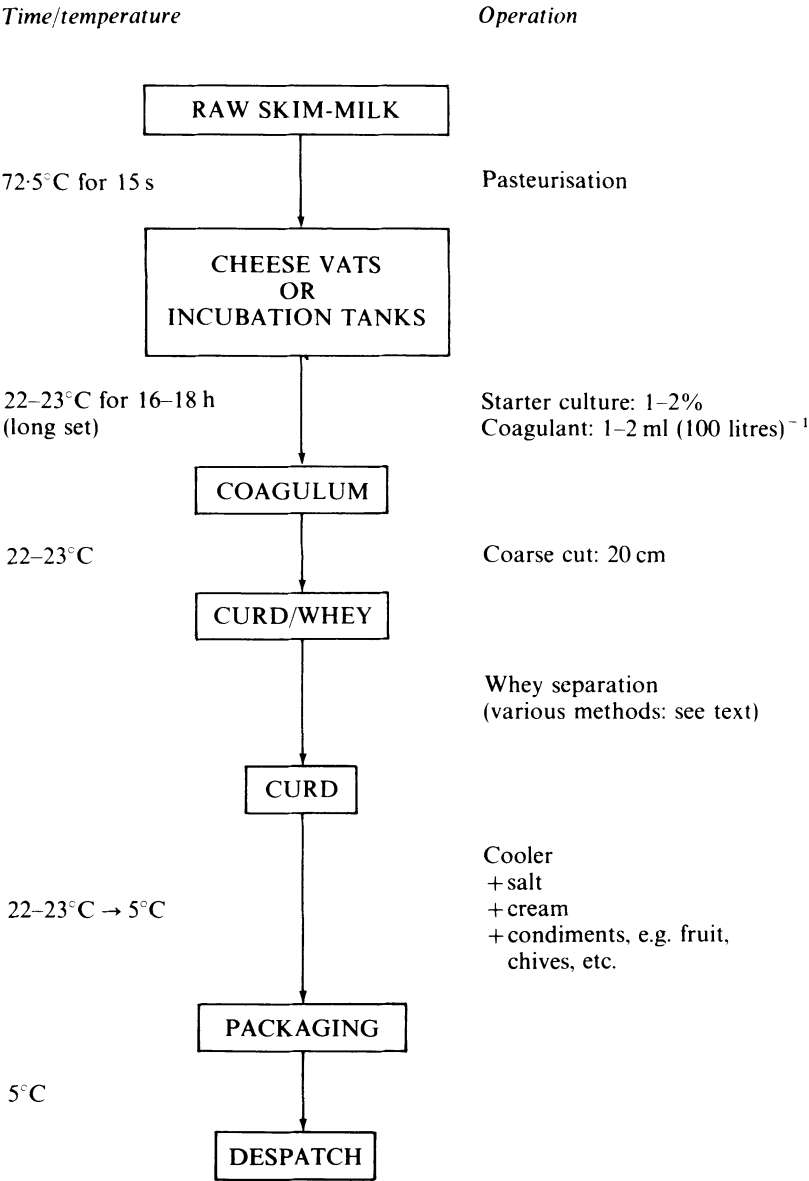 Time/temperature Operation
RAW SKIM-MILK
72·5°C for 15 s Pasteurisation
CHEESE VATS
OR
INCUBATION TANKS
22–23°C for 16–18 h Starter culture: 1–2%
(long set) Coagulant: 1–2 ml (100 litres)⁻¹
COAGULUM
22–23°C Coarse cut: 20 cm
CURD/WHEY
Whey separation
(various methods: see text)
CURD
Cooler
+salt
22–23°C → 5°C +cream
+condiments, e.g. fruit,
chives, etc.
PACKAGING
5°C
DESPATCH